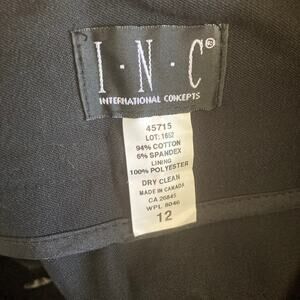 I·N·C®
INTERNATIONAL CONCEPTS
45715
LOT: 1652
94% COTTON
6% SPANDEX
LINING
100% POLYESTER
DRY CLEAN
MADE IN CANADA
CA 26845
WPL 8046
12